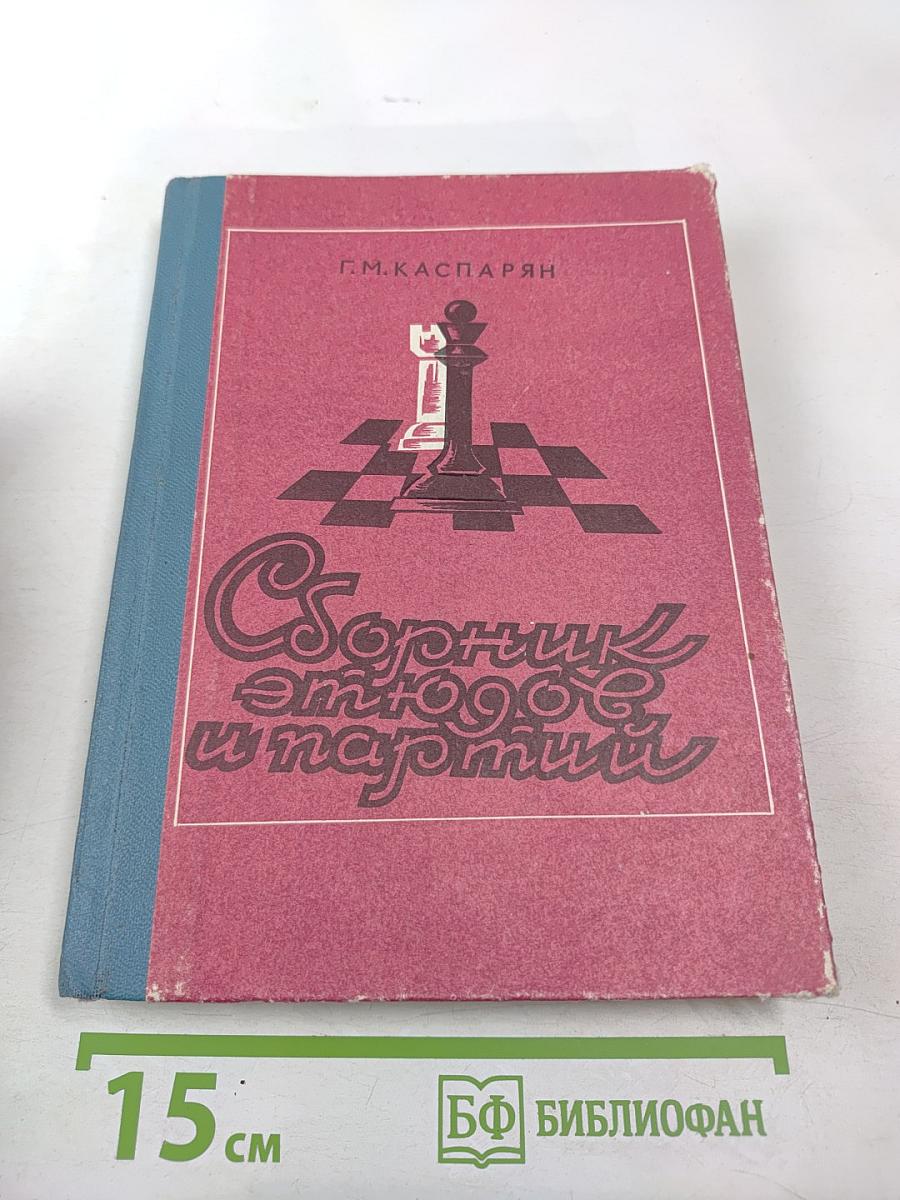 Г.М.КАСПАРЯН
Сборник
этюдов
и партий
15 см
БФ БИБЛИОФАН